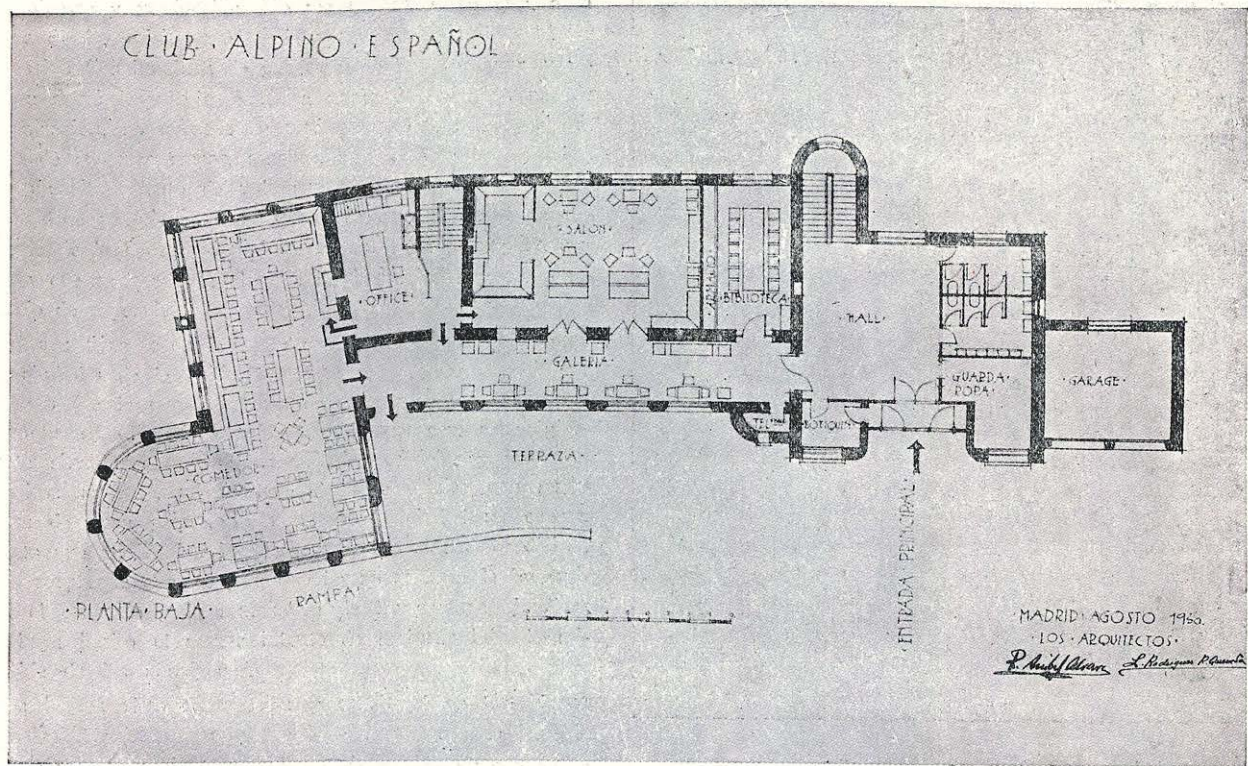 CLUB · ALPINO · ESPAÑOL
· SALON ·
· OFFICE ·
ARMARIO
· BIBLIOTECA ·
· HALL ·
· GALERIA ·
GUARDA
ROPA
· GARAGE ·
BOTIQUIN
· COMEDOR ·
TERRAZA ·
ENTRADA PRINCIPAL
· RAMPA ·
· PLANTA · BAJA ·
MADRID · AGOSTO
· LOS · ARQUITECTOS ·